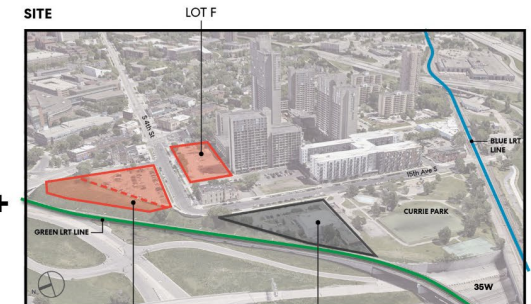 SITE
LOT F
S 4th St
BLUE LRT
LINE
15th Ave S
CURRIE PARK
GREEN LRT LINE
N
35W